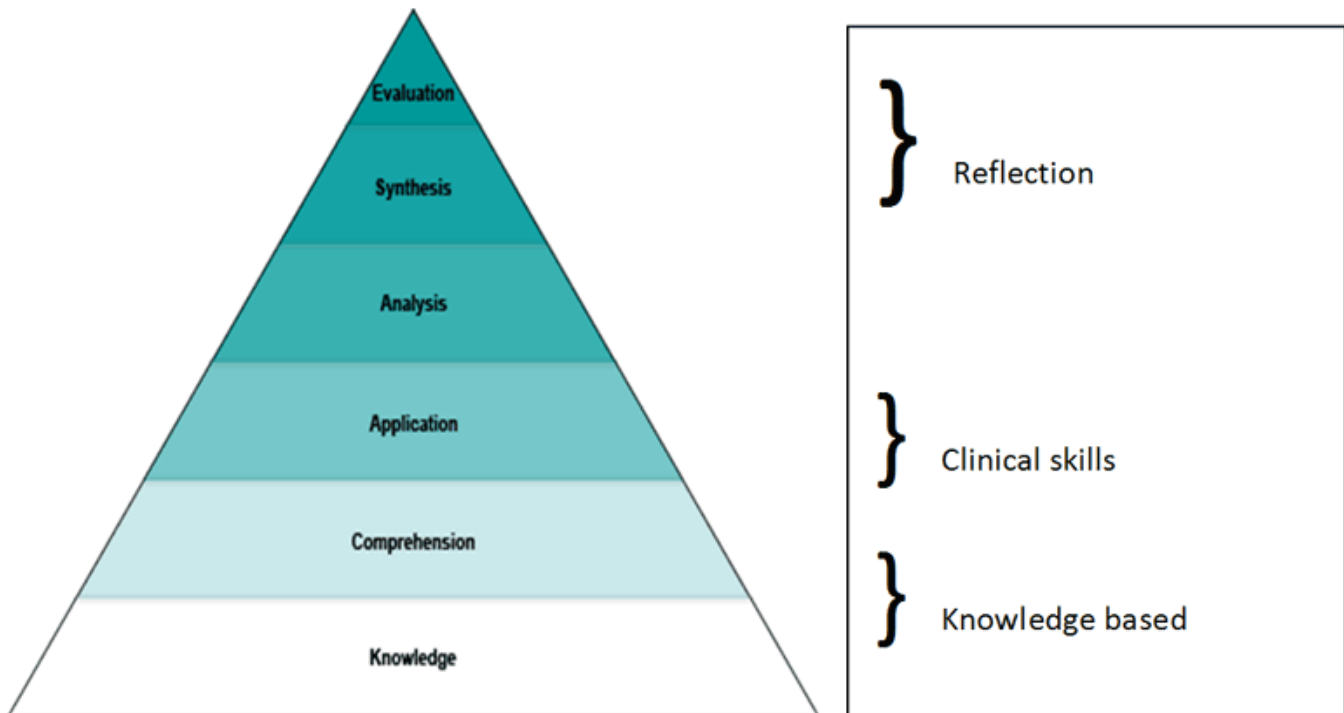 Evaluation
Synthesis
Analysis
Application
Comprehension
Knowledge
Reflection
Clinical skills
Knowledge based